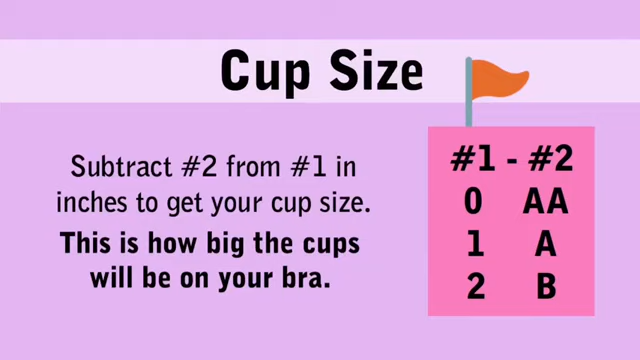 Cup Size
Subtract #2 from #1 in
inches to get your cup size.
This is how big the cups
will be on your bra.
#1 - #2
0 AA
1 A
2 B